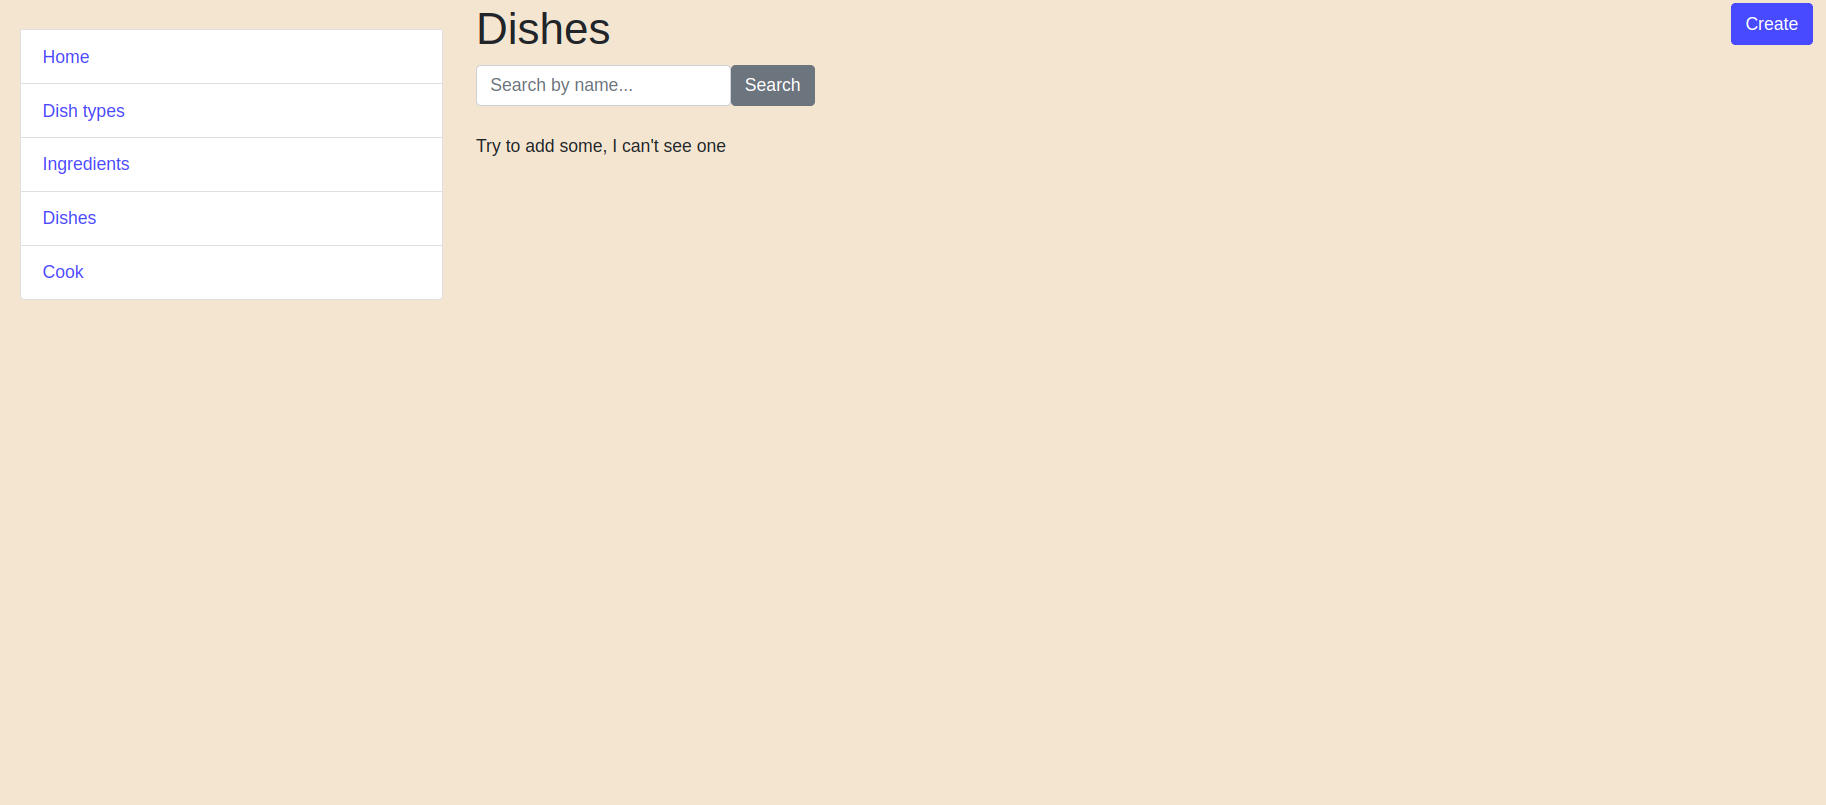 Home
Dish types
Ingredients
Dishes
Cook
Dishes
Create
Search by name...
Search
Try to add some, I can't see one